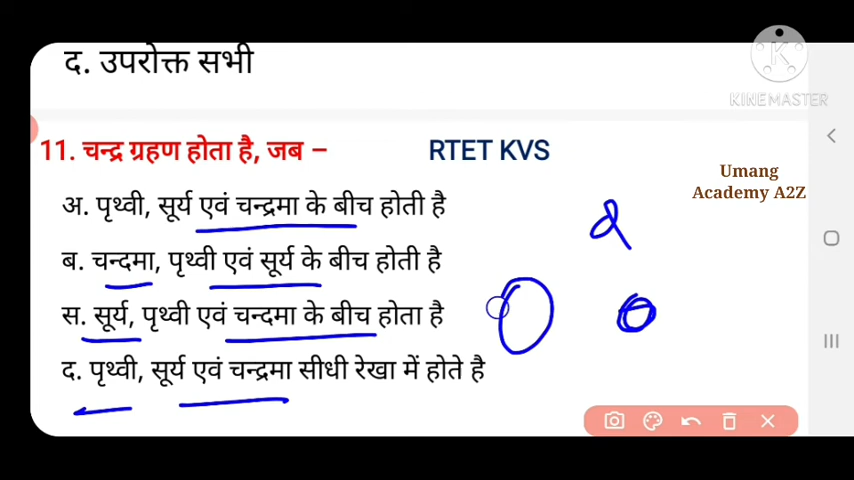 द. उपरोक्त सभी
KINEMASTER
11. चन्द्र ग्रहण होता है, जब – RTET KVS
Umang
Academy A2Z
अ. पृथ्वी, सूर्य एवं चन्द्रमा के बीच होती है
ब. चन्दमा, पृथ्वी एवं सूर्य के बीच होती है
स. सूर्य, पृथ्वी एवं चन्दमा के बीच होता है
द. पृथ्वी, सूर्य एवं चन्द्रमा सीधी रेखा में होते है